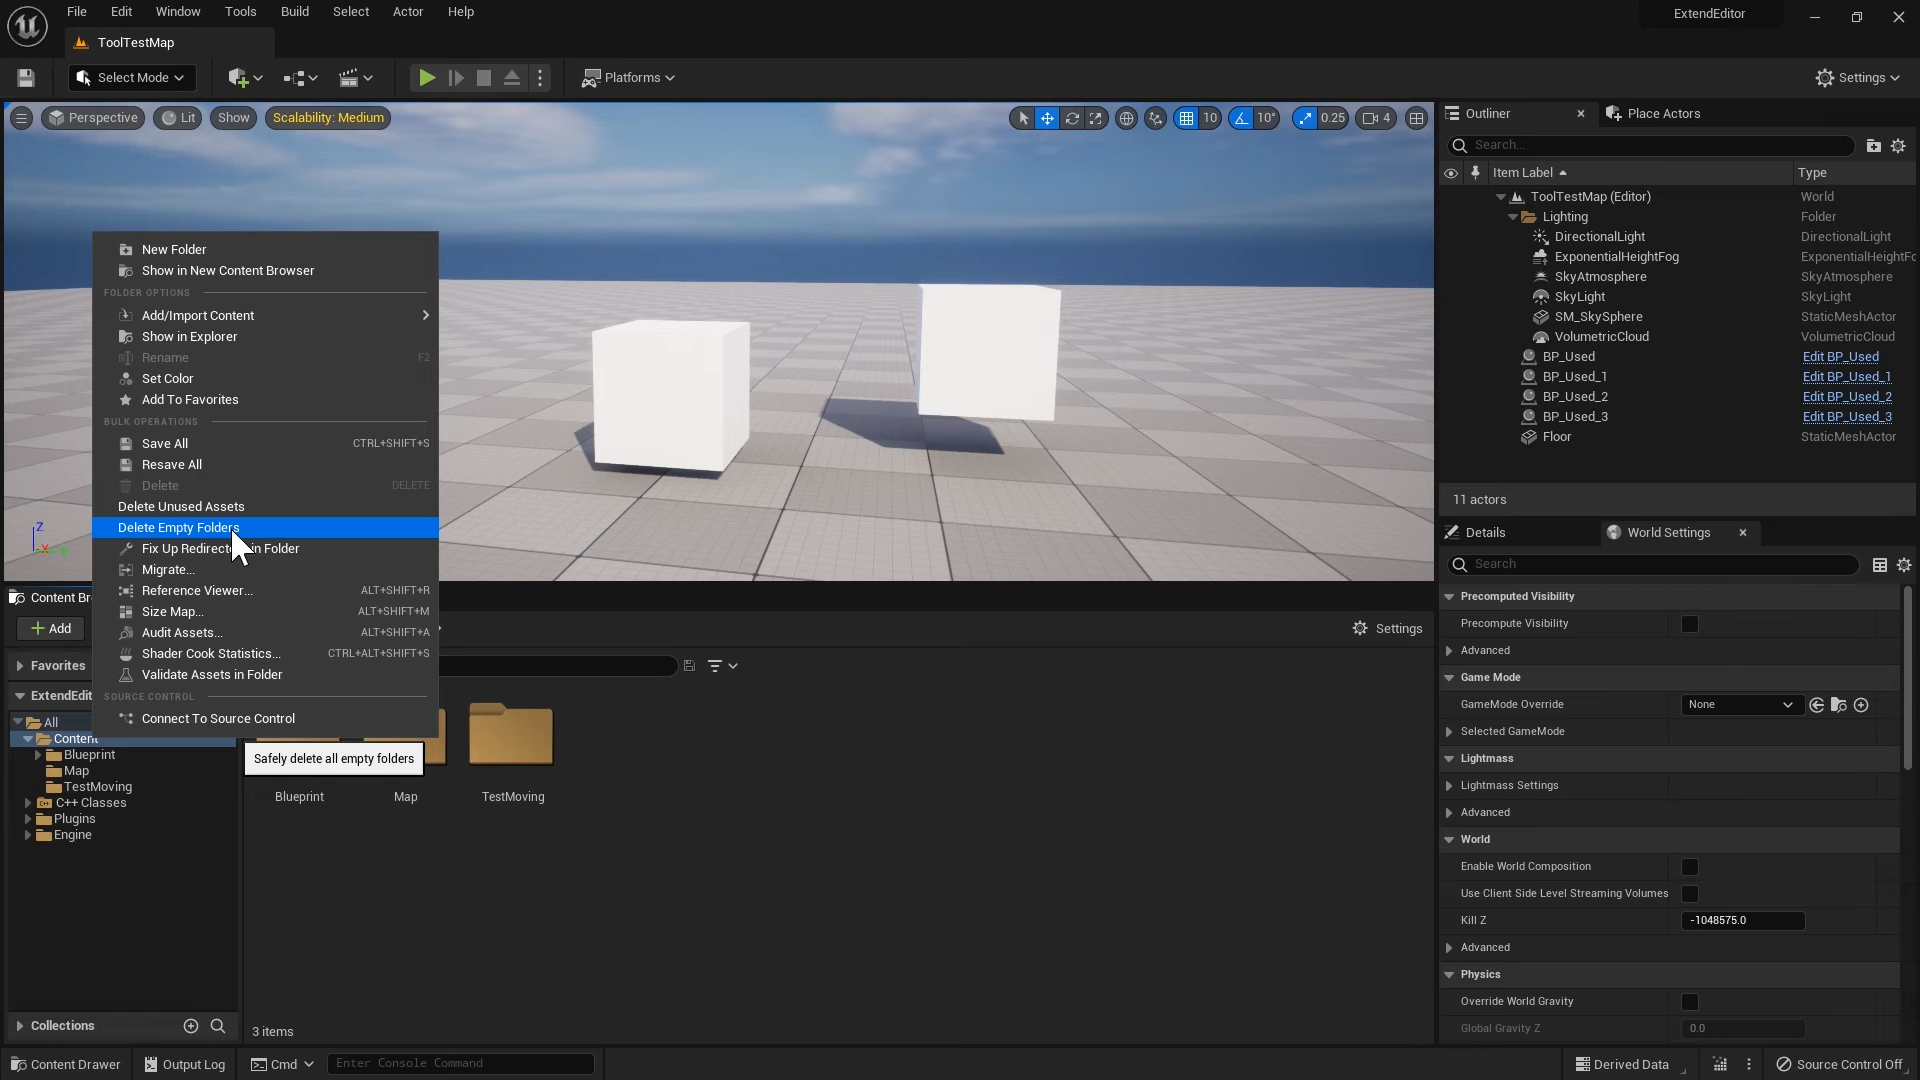 File Edit Window Tools Build Select Actor Help
ExtendEditor
ToolTestMap
Select Mode
Platforms
Settings
Perspective Lit Show Scalability: Medium
10 10° 0.25 4
New Folder
Show in New Content Browser
FOLDER OPTIONS
Add/Import Content
Show in Explorer
Rename F2
Set Color
Add To Favorites
BULK OPERATIONS
Save All CTRL+SHIFT+S
Resave All
Delete DELETE
Delete Unused Assets
Delete Empty Folders
Fix Up in Folder
Migrate...
Reference Viewer... ALT+SHIFT+R
Size Map... ALT+SHIFT+M
Audit Assets... ALT+SHIFT+A
Shader Cook Statistics... CTRL+ALT+SHIFT+S
Validate Assets in Folder
SOURCE CONTROL
Connect To Source Control
Safely delete all empty folders
Z
X
Content Br
Add
Settings
Favorites
ExtendEdit
All
Content
Blueprint
Map
TestMoving
C++ Classes
Plugins
Engine
Collections
Blueprint Map TestMoving
3 items
Outliner Place Actors
Search...
Item Label Type
ToolTestMap (Editor) World
Lighting Folder
DirectionalLight DirectionalLight
ExponentialHeightFog ExponentialHeightFo
SkyAtmosphere SkyAtmosphere
SkyLight SkyLight
SM_SkySphere StaticMeshActor
VolumetricCloud VolumetricCloud
BP_Used Edit BP_Used
BP_Used_1 Edit BP_Used_1
BP_Used_2 Edit BP_Used_2
BP_Used_3 Edit BP_Used_3
Floor StaticMeshActor
11 actors
Details World Settings
Search
Precomputed Visibility
Precompute Visibility
Advanced
Game Mode
GameMode Override None
Selected GameMode
Lightmass
Lightmass Settings
Advanced
World
Enable World Composition
Use Client Side Level Streaming Volumes
Kill Z -1048575.0
Advanced
Physics
Override World Gravity
Global Gravity Z 0.0
Content Drawer Output Log Cmd Enter Console Command
Derived Data Source Control Off